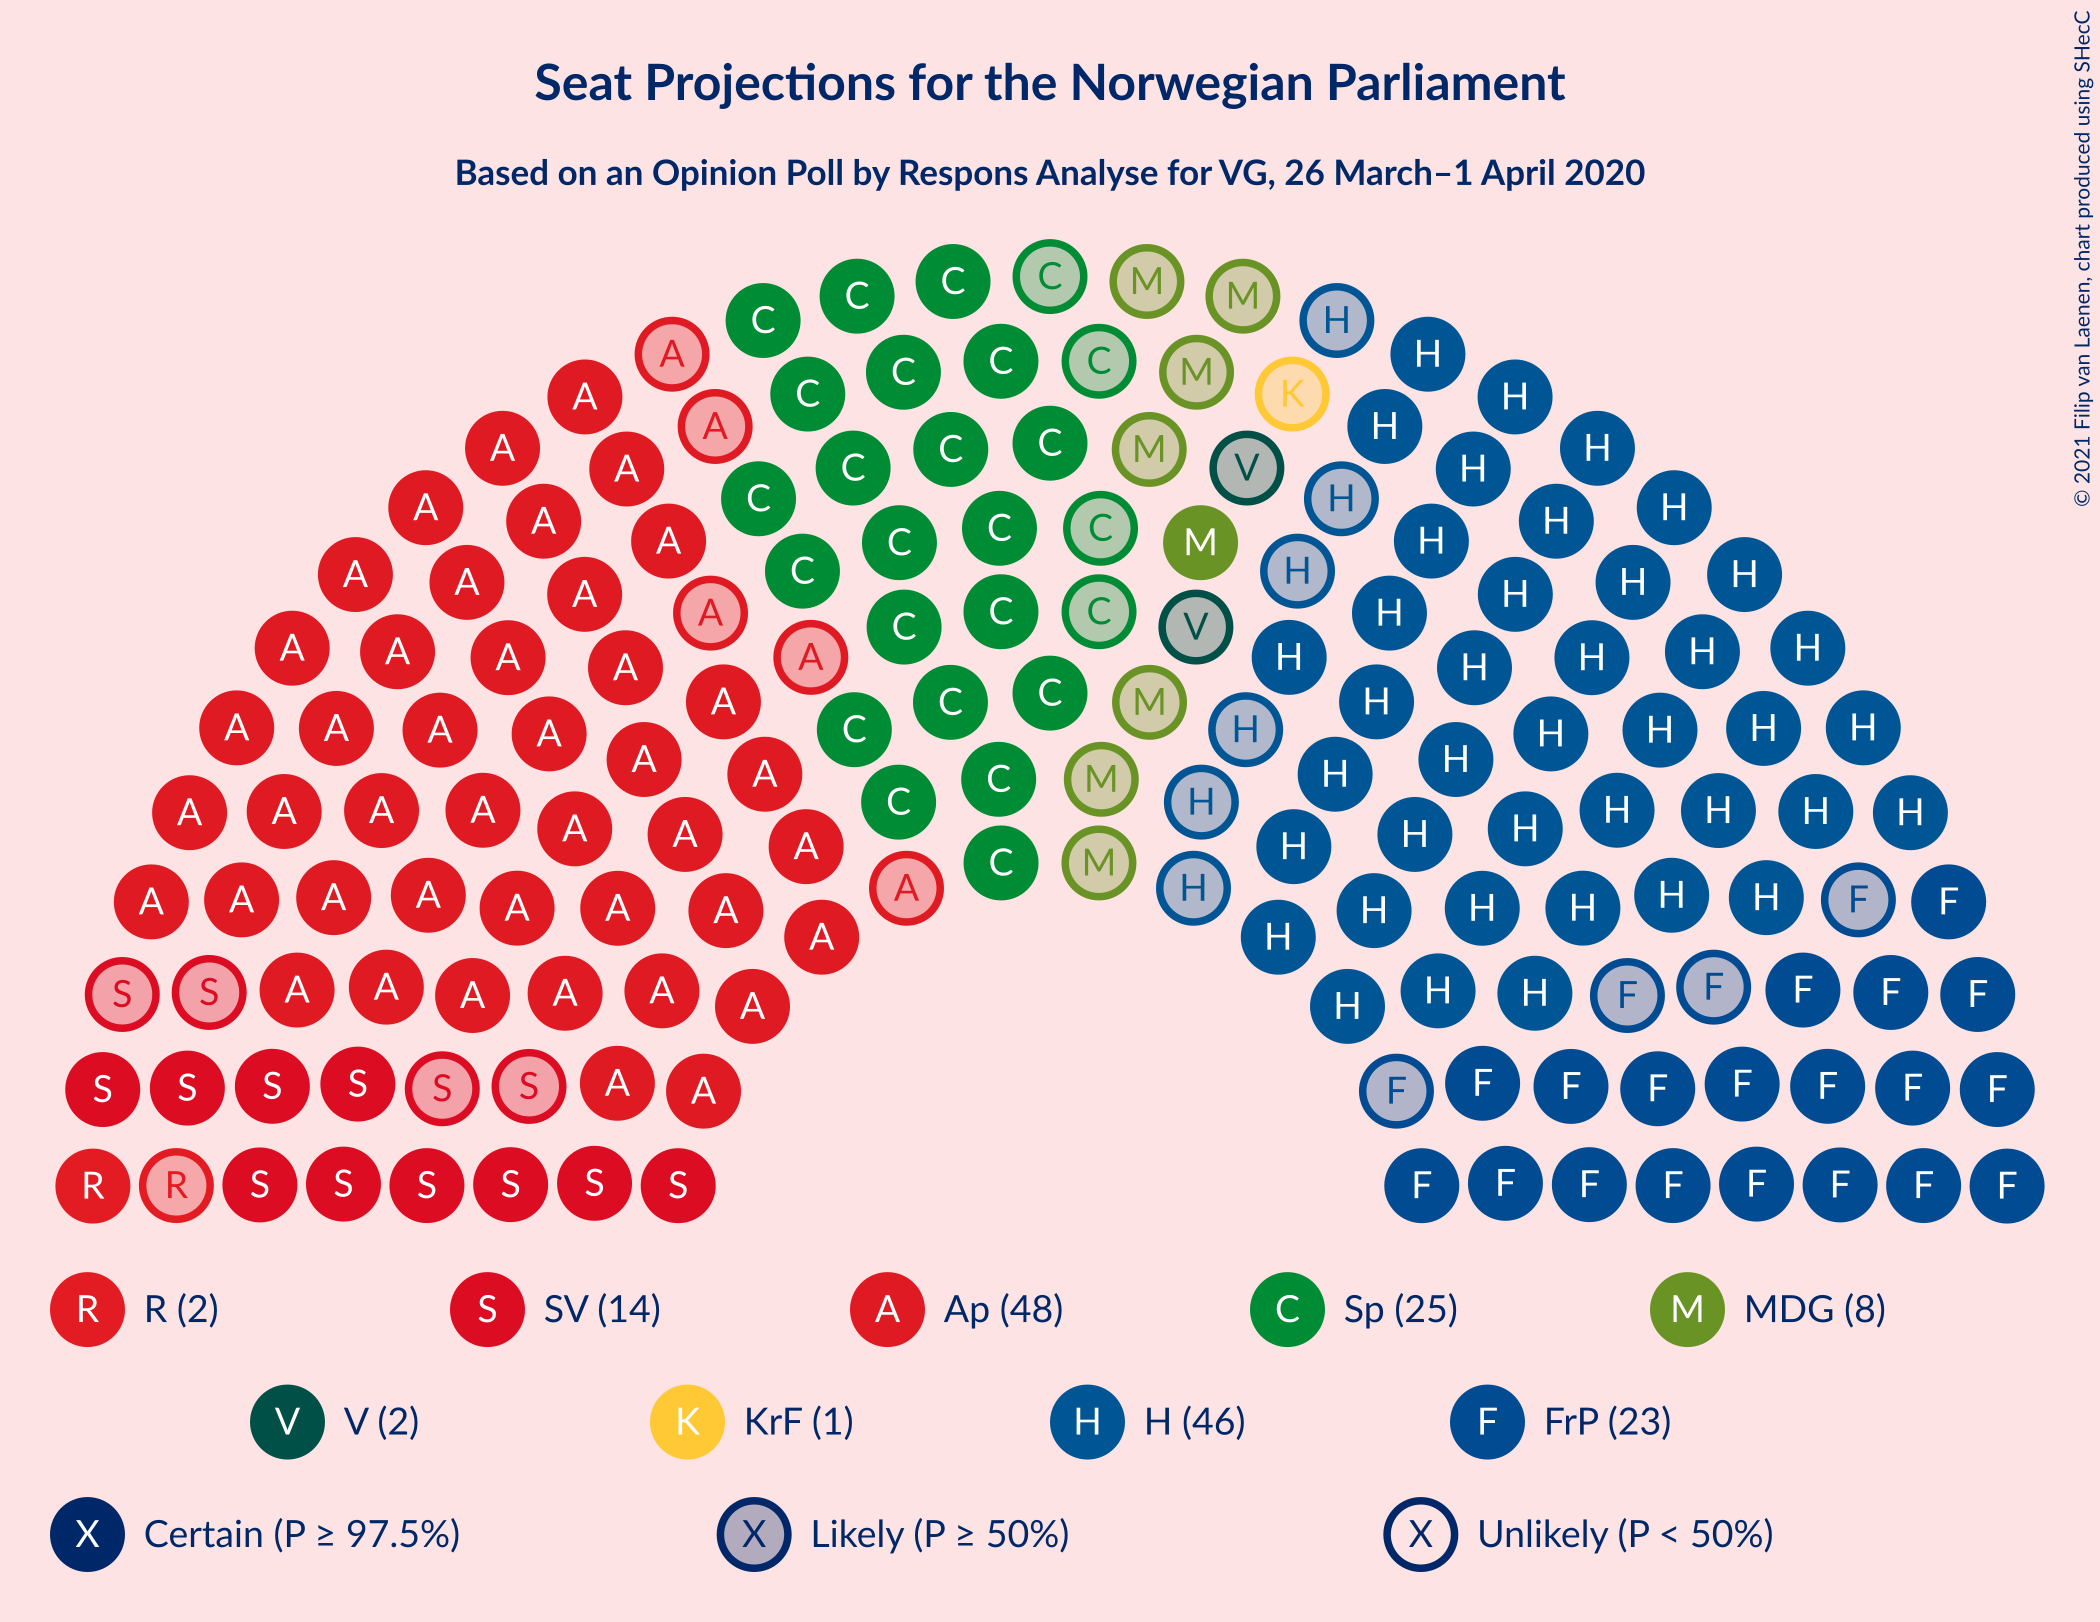 Seat Projections for the Norwegian Parliament
Based on an Opinion Poll by Respons Analyse for VG, 26 March–1 April 2020
© 2021 Filip van Laenen, chart produced using SHecC
C C C C M M H
A C C C C M K H H
A A C C C M V H H H
A A A C C C C M H H H H
A A A A C C C V H H H H H
A A A A A A C C C M H H H H H H H
A A A A A A A C C M H H H H H H H H
A A A A A A A A C M H H H H H H H H F F
S S A A A A A A A H H H H F F F F F
S S S S S S A A F F F F F F F F
R R S S S S S S F F F F F F F F
R R (2) S SV (14) A Ap (48) C Sp (25) M MDG (8)
V V (2) K KrF (1) H H (46) F FrP (23)
X Certain (P ≥ 97.5%) X Likely (P ≥ 50%) X Unlikely (P < 50%)